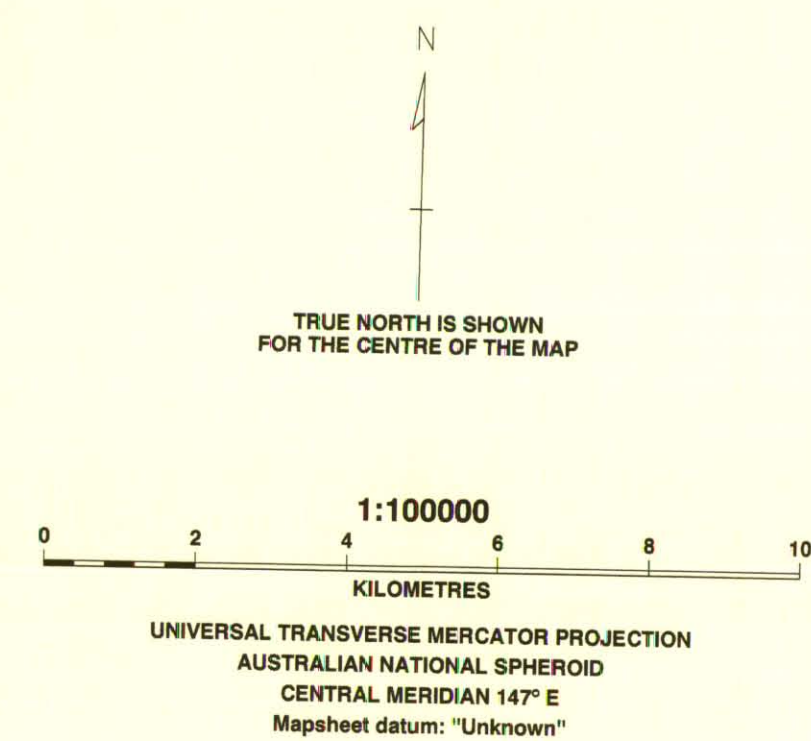 N
TRUE NORTH IS SHOWN
FOR THE CENTRE OF THE MAP
1:100000
0 2 4 6 8 10
KILOMETRES
UNIVERSAL TRANSVERSE MERCATOR PROJECTION
AUSTRALIAN NATIONAL SPHEROID
CENTRAL MERIDIAN 147° E
Mapsheet datum: "Unknown"